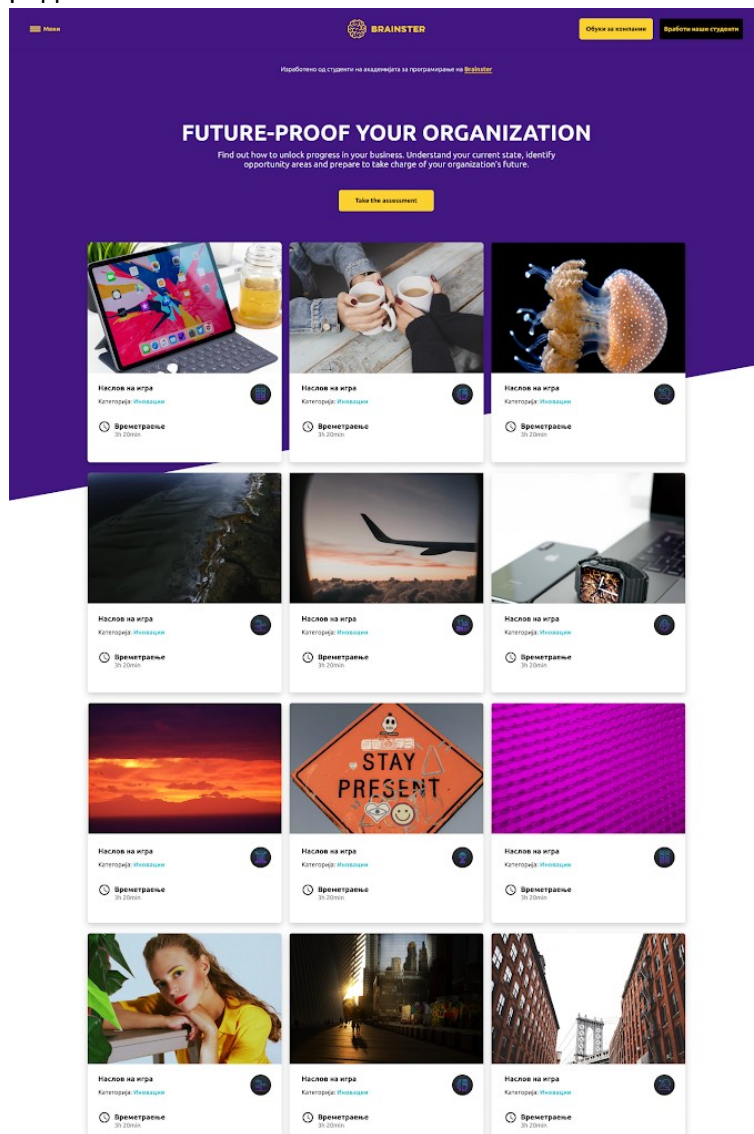 Мени
BRAINSTER
Обуки за компании
Вработи наши студенти
Изработено од студенти на академијата за програмирање на Brainster
FUTURE-PROOF YOUR ORGANIZATION
Find out how to unlock progress in your business. Understand your current state, identify
opportunity areas and prepare to take charge of your organization's future.
Take the assessment
Наслов на игра
Категорија: Иновации
Времетраење
3h 20min
Наслов на игра
Категорија: Иновации
Времетраење
3h 20min
Наслов на игра
Категорија: Иновации
Времетраење
3h 20min
Наслов на игра
Категорија: Иновации
Времетраење
3h 20min
Наслов на игра
Категорија: Иновации
Времетраење
3h 20min
Наслов на игра
Категорија: Иновации
Времетраење
3h 20min
STAY
PRESENT
Наслов на игра
Категорија: Иновации
Времетраење
3h 20min
Наслов на игра
Категорија: Иновации
Времетраење
3h 20min
Наслов на игра
Категорија: Иновации
Времетраење
3h 20min
Наслов на игра
Категорија: Иновации
Времетраење
3h 20min
Наслов на игра
Категорија: Иновации
Времетраење
3h 20min
Наслов на игра
Категорија: Иновации
Времетраење
3h 20min